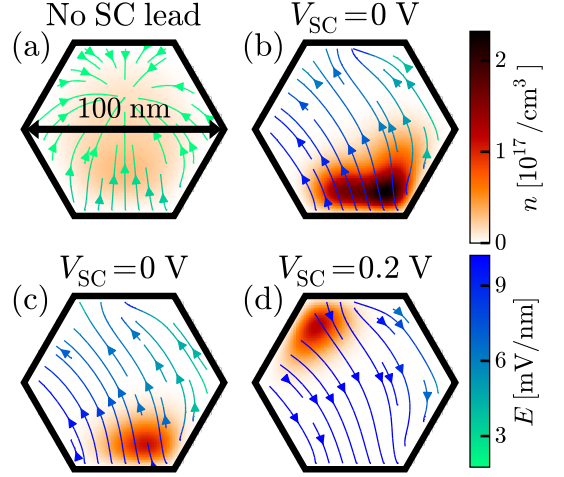 No SC lead
V_SC = 0 V
(a)
(b)
100 nm
2
1
0
n [10^17/cm^3]
V_SC = 0 V
V_SC = 0.2 V
(c)
(d)
9
6
3
E [mV/nm]